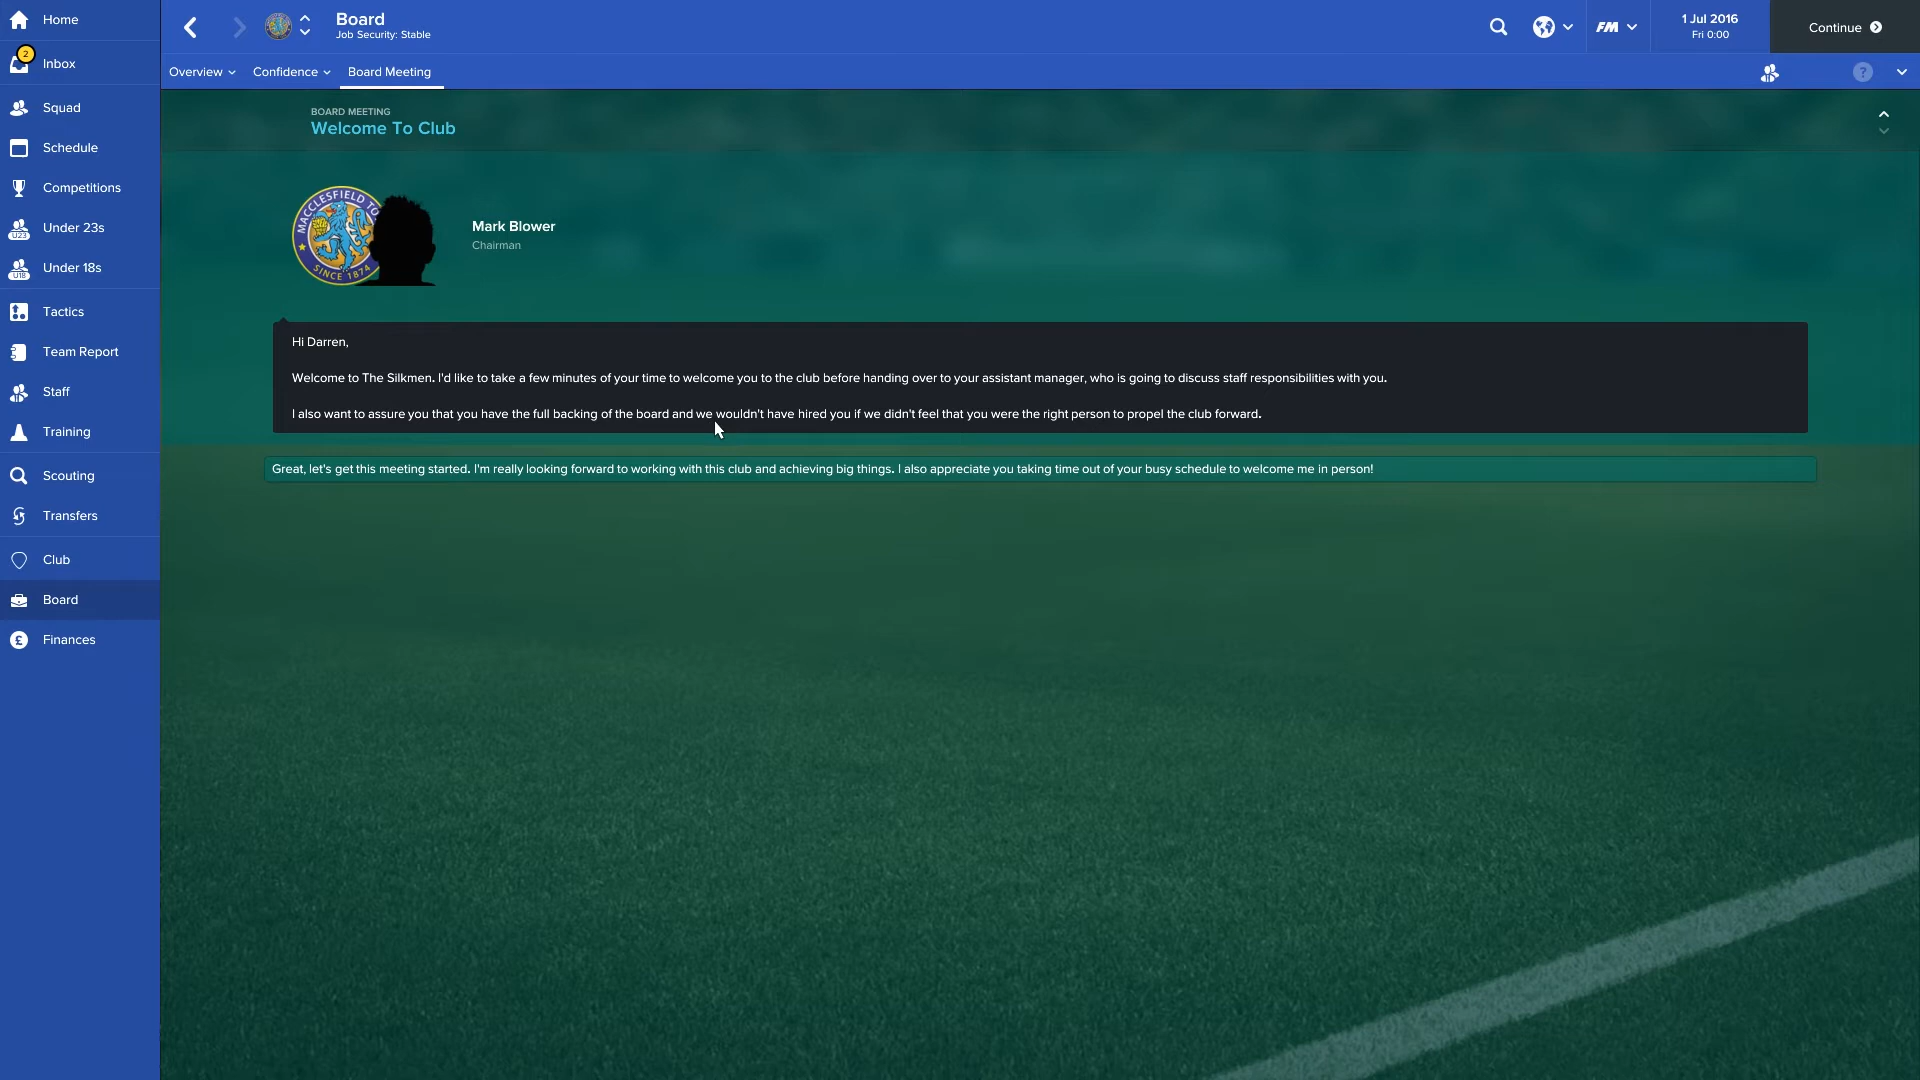 Home
2
Inbox
Squad
Schedule
Competitions
U23
Under 23s
U18
Under 18s
Tactics
Team Report
Staff
Training
Scouting
Transfers
Club
Board
£
Finances
Board
Job Security: Stable
FM
1 Jul 2016
Fri 0:00
Continue
Overview
Confidence
Board Meeting
?
BOARD MEETING
Welcome To Club
MACCLESFIELD TO
SINCE 1874
Mark Blower
Chairman
Hi Darren,
Welcome to The Silkmen. I'd like to take a few minutes of your time to welcome you to the club before handing over to your assistant manager, who is going to discuss staff responsibilities with you.
I also want to assure you that you have the full backing of the board and we wouldn't have hired you if we didn't feel that you were the right person to propel the club forward.
Great, let's get this meeting started. I'm really looking forward to working with this club and achieving big things. I also appreciate you taking time out of your busy schedule to welcome me in person!